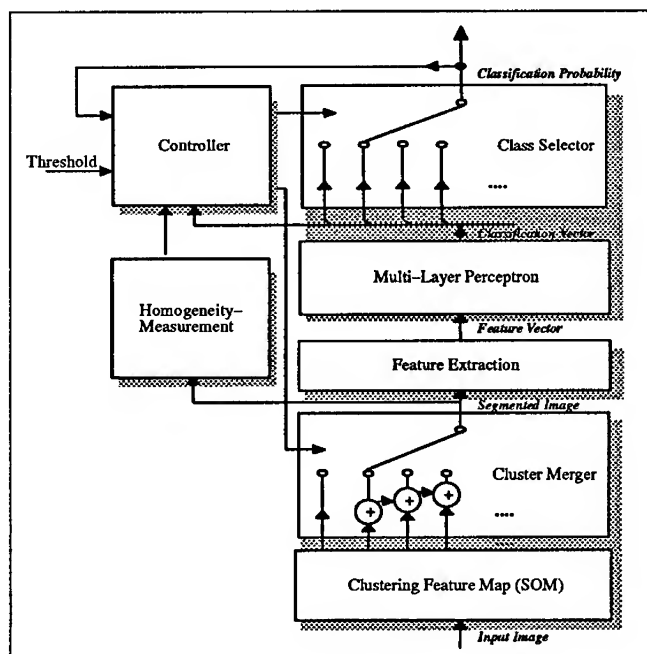 Classification Probability
Controller
Class Selector
Threshold
....
Classification Vector
Multi–Layer Perceptron
Homogeneity–
Measurement
Feature Vector
Feature Extraction
Segmented Image
Cluster Merger
+ + +
....
....
Clustering Feature Map (SOM)
Input Image